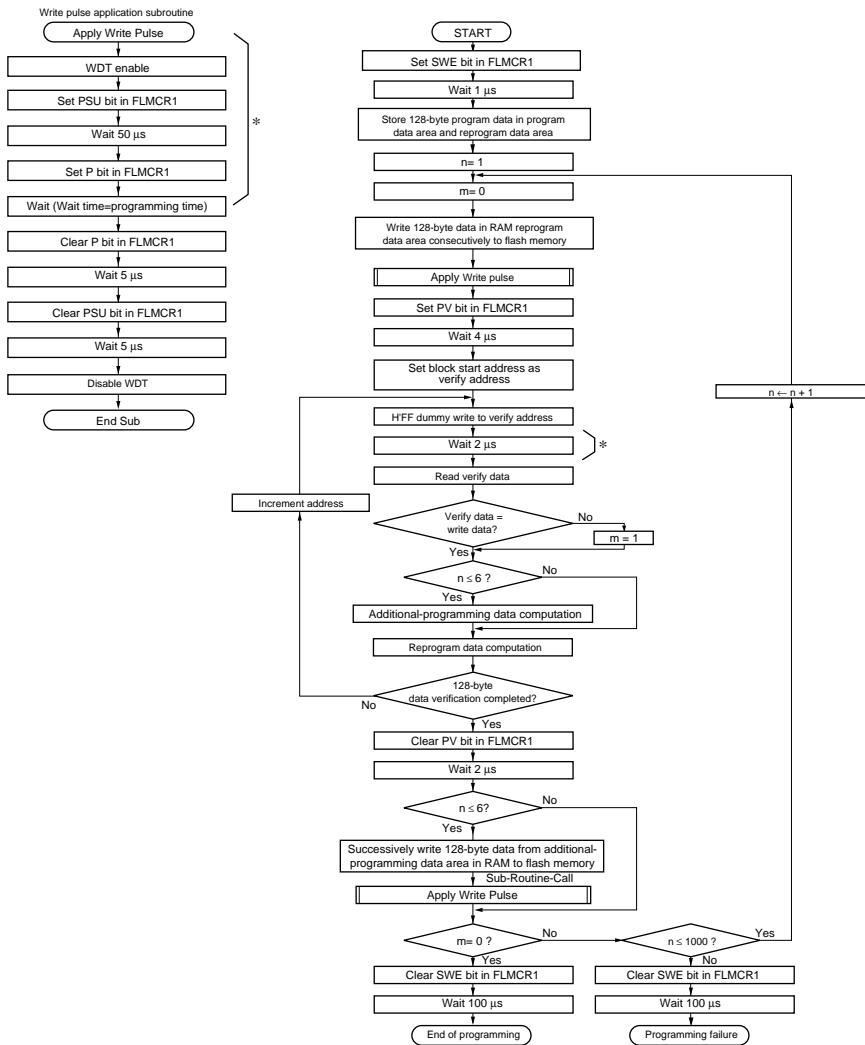 Write pulse application subroutine
Apply Write Pulse
WDT enable
Set PSU bit in FLMCR1
Wait 50 μs
Set P bit in FLMCR1
Wait (Wait time=programming time)
Clear P bit in FLMCR1
Wait 5 μs
Clear PSU bit in FLMCR1
Wait 5 μs
Disable WDT
End Sub
*
START
Set SWE bit in FLMCR1
Wait 1 μs
Store 128-byte program data in program
data area and reprogram data area
n= 1
m= 0
Write 128-byte data in RAM reprogram
data area consecutively to flash memory
Apply Write pulse
Set PV bit in FLMCR1
Wait 4 μs
Set block start address as
verify address
n ← n + 1
H'FF dummy write to verify address
Wait 2 μs
*
Read verify data
Increment address
Verify data =
write data?
No
m = 1
Yes
n ≤ 6 ?
No
Yes
Additional-programming data computation
Reprogram data computation
128-byte
data verification completed?
No
Yes
Clear PV bit in FLMCR1
Wait 2 μs
n ≤ 6?
No
Yes
Successively write 128-byte data from additional-
programming data area in RAM to flash memory
Sub-Routine-Call
Apply Write Pulse
m= 0 ?
No
n ≤ 1000 ?
Yes
Yes
No
Clear SWE bit in FLMCR1
Clear SWE bit in FLMCR1
Wait 100 μs
Wait 100 μs
End of programming
Programming failure